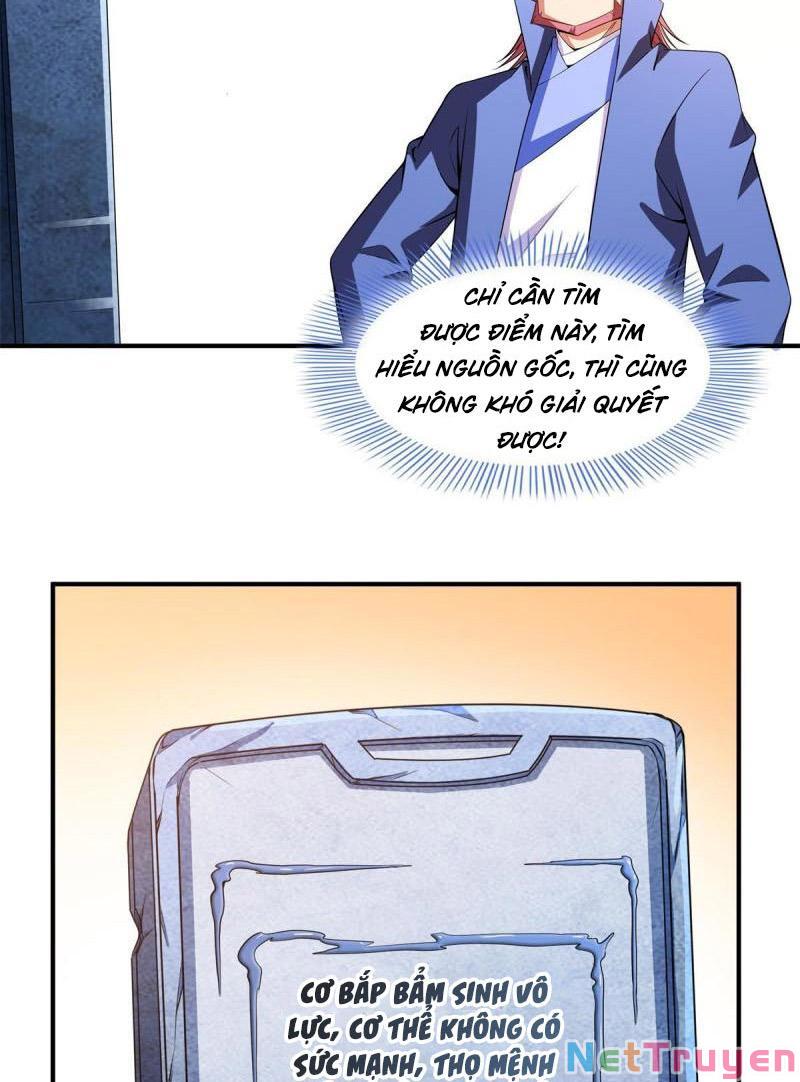 CHỈ CẦN TÌM
ĐƯỢC ĐIỂM NÀY, TÌM
HIỂU NGUỒN GỐC, THÌ CŨNG
KHÔNG KHÓ GIẢI QUYẾT
ĐƯỢC!
CƠ BẮP BẨM SINH VÔ
LỰC, CƠ THỂ KHÔNG CÓ
SỨC MẠNH, THỌ MỆNH
NetTruyen